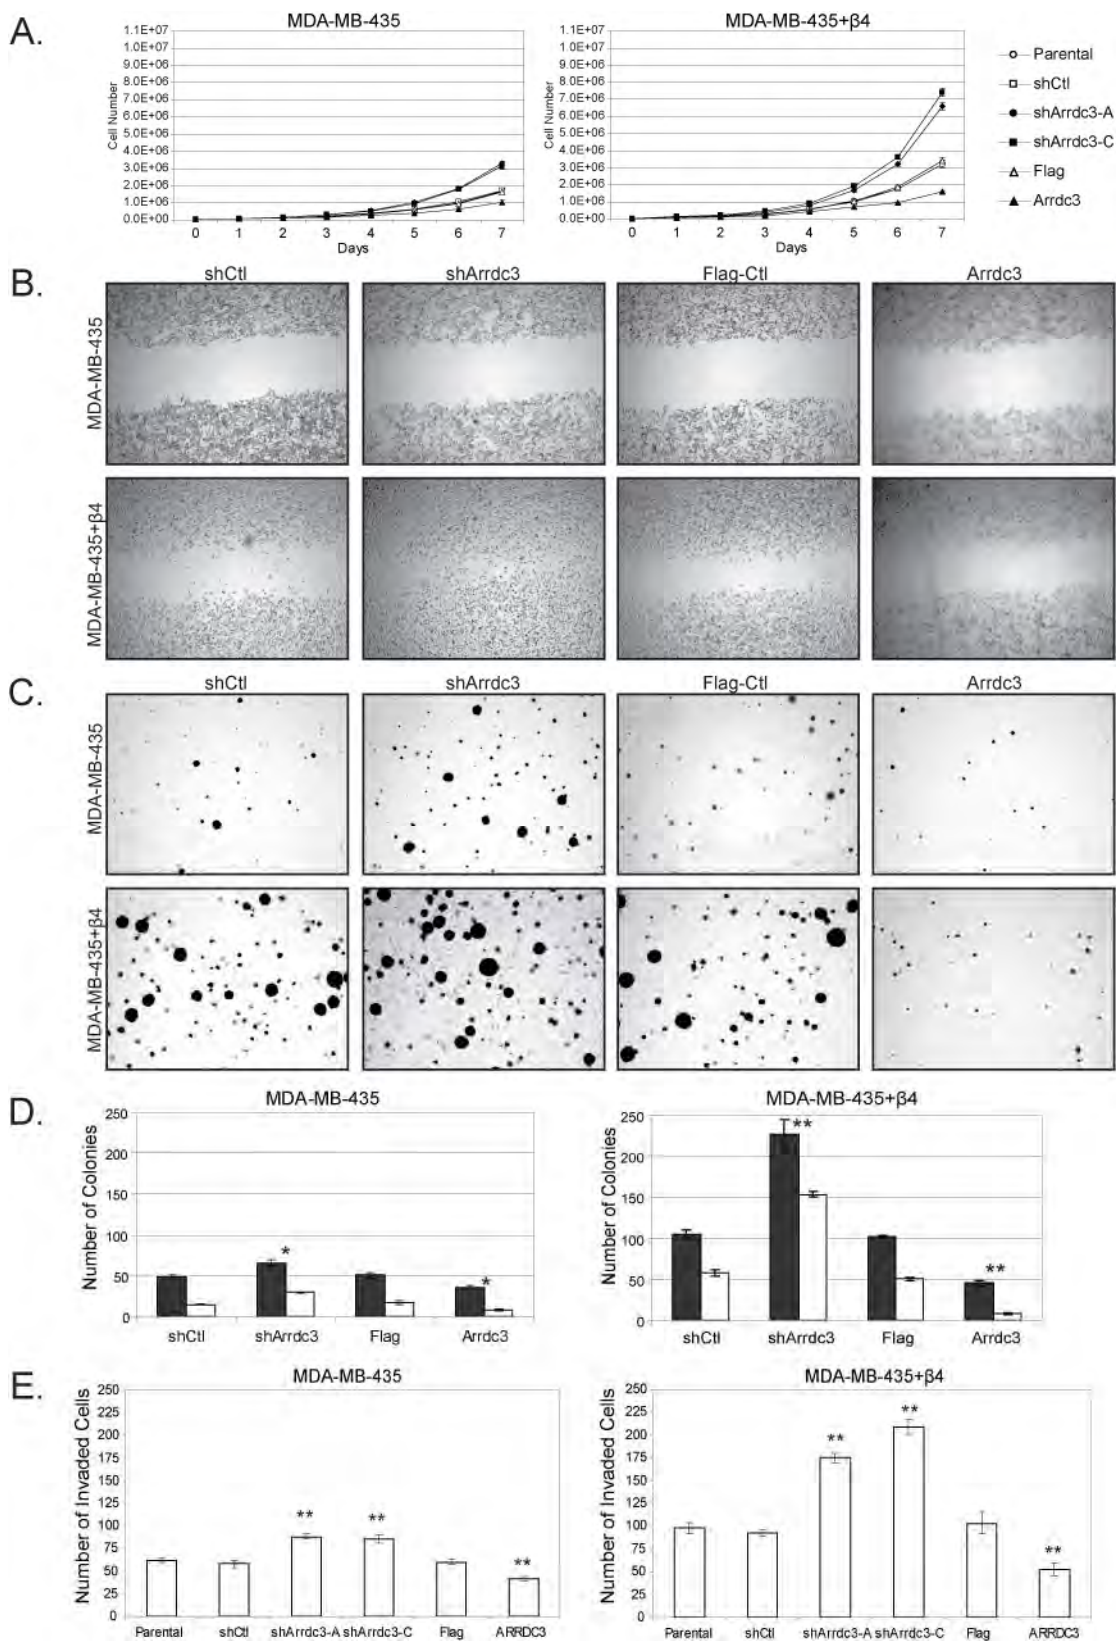 A.
MDA-MB-435
1.1E+07
1.0E+07
9.0E+06
8.0E+06
7.0E+06
6.0E+06
5.0E+06
4.0E+06
3.0E+06
2.0E+06
1.0E+06
0.0E+00
Cell Number
0 1 2 3 4 5 6 7
Days
MDA-MB-435+β4
1.1E+07
1.0E+07
9.0E+06
8.0E+06
7.0E+06
6.0E+06
5.0E+06
4.0E+06
3.0E+06
2.0E+06
1.0E+06
0.0E+00
Cell Number
0 1 2 3 4 5 6 7
Days
Parental
shCtl
shArrdc3-A
shArrdc3-C
Flag
Arrdc3
B.
shCtl shArrdc3 Flag-Ctl Arrdc3
MDA-MB-435
MDA-MB-435+β4
C.
shCtl shArrdc3 Flag-Ctl Arrdc3
MDA-MB-435
MDA-MB-435+β4
D.
MDA-MB-435
Number of Colonies
250
200
150
100
50
0
*
*
shCtl shArrdc3 Flag Arrdc3
MDA-MB-435+β4
Number of Colonies
250
200
150
100
50
0
**
**
shCtl shArrdc3 Flag Arrdc3
E.
MDA-MB-435
Number of Invaded Cells
250
225
200
175
150
125
100
75
50
25
0
** ** **
Parental shCtl shArrdc3-A shArrdc3-C Flag ARRDC3
MDA-MB-435+β4
Number of Invaded Cells
250
225
200
175
150
125
100
75
50
25
0
** ** **
Parental shCtl shArrdc3-A shArrdc3-C Flag ARRDC3